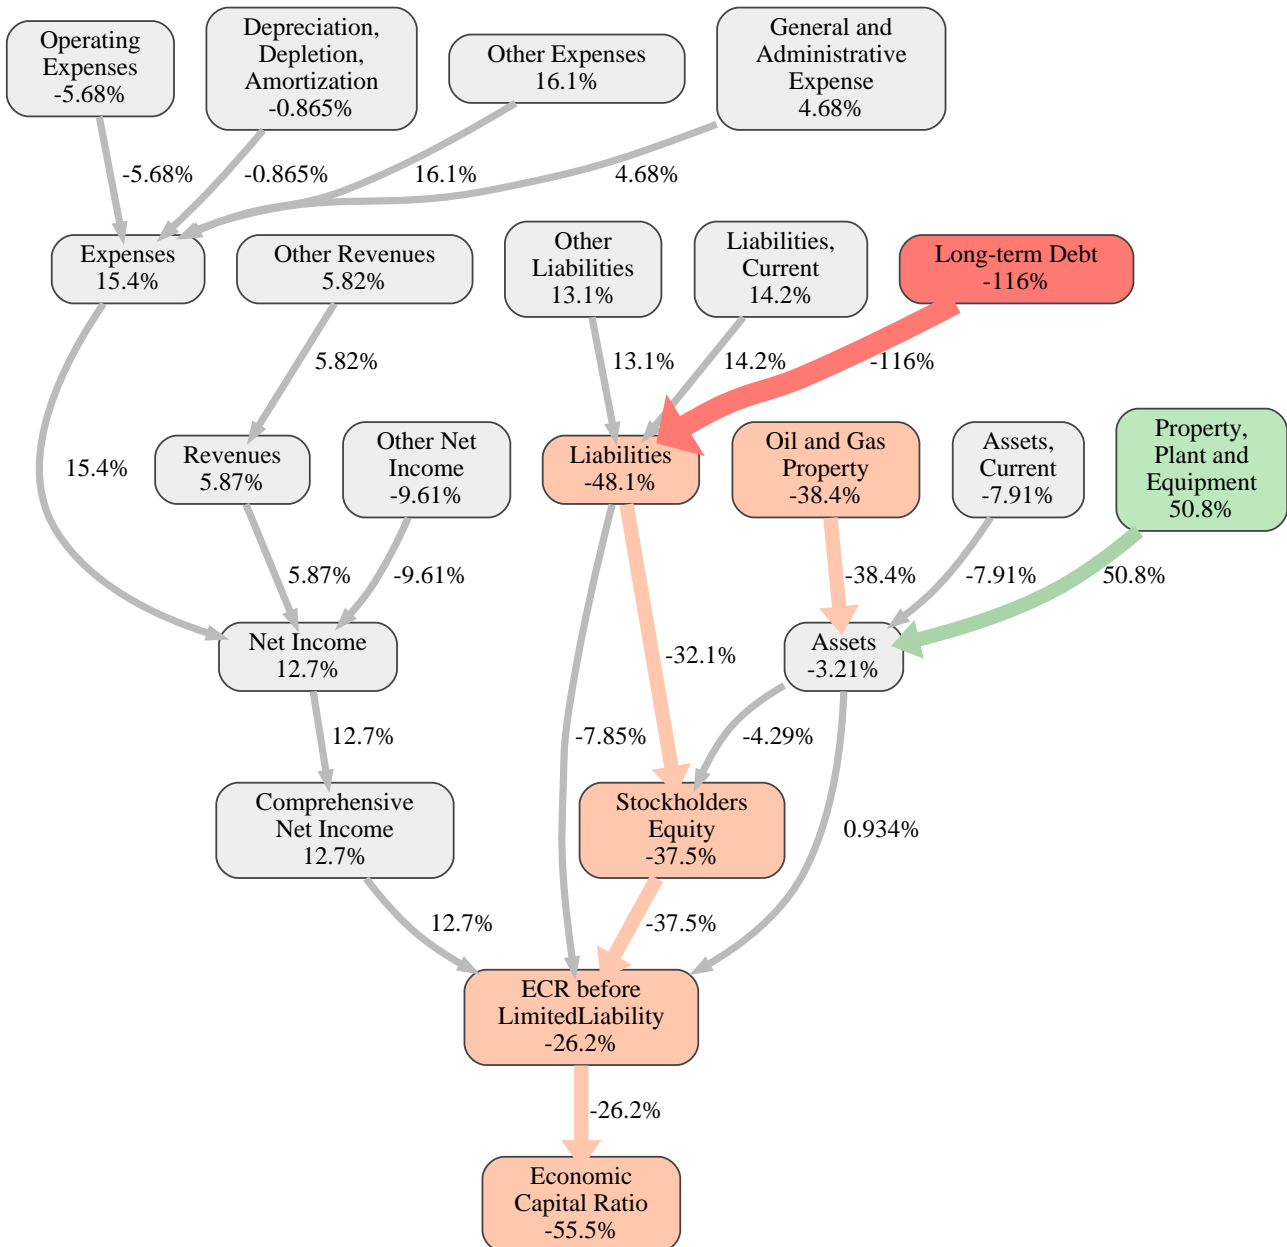 Operating
Expenses
-5.68%
Depreciation,
Depletion,
Amortization
-0.865%
Other Expenses
16.1%
General and
Administrative
Expense
4.68%
-5.68%
-0.865%
16.1%
4.68%
Expenses
15.4%
Other Revenues
5.82%
Other
Liabilities
13.1%
Liabilities,
Current
14.2%
Long-term Debt
-116%
5.82%
13.1%
14.2%
-116%
15.4%
Revenues
5.87%
Other Net
Income
-9.61%
Liabilities
-48.1%
Oil and Gas
Property
-38.4%
Assets,
Current
-7.91%
Property,
Plant and
Equipment
50.8%
5.87%
-9.61%
-38.4%
-7.91%
50.8%
Net Income
12.7%
-32.1%
Assets
-3.21%
12.7%
-7.85%
-4.29%
Comprehensive
Net Income
12.7%
Stockholders
Equity
-37.5%
0.934%
12.7%
-37.5%
ECR before
LimitedLiability
-26.2%
-26.2%
Economic
Capital Ratio
-55.5%